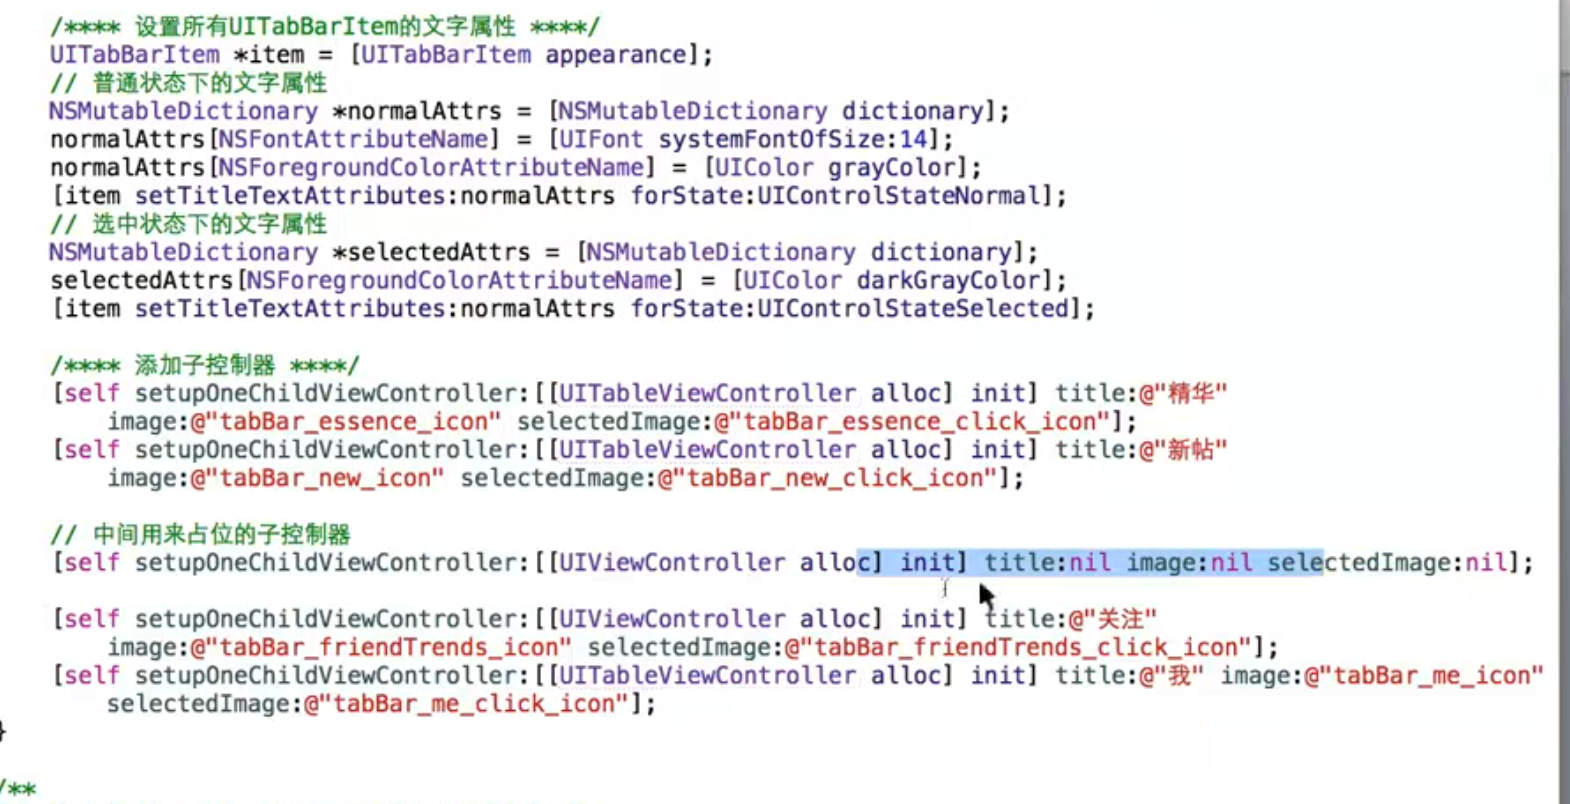 /**** 设置所有UITabBarItem的文字属性 ****/
UITabBarItem *item = [UITabBarItem appearance];
// 普通状态下的文字属性
NSMutableDictionary *normalAttrs = [NSMutableDictionary dictionary];
normalAttrs[NSFontAttributeName] = [UIFont systemFontOfSize:14];
normalAttrs[NSForegroundColorAttributeName] = [UIColor grayColor];
[item setTitleTextAttributes:normalAttrs forState:UIControlStateNormal];
// 选中状态下的文字属性
NSMutableDictionary *selectedAttrs = [NSMutableDictionary dictionary];
selectedAttrs[NSForegroundColorAttributeName] = [UIColor darkGrayColor];
[item setTitleTextAttributes:normalAttrs forState:UIControlStateSelected];
/**** 添加子控制器 ****/
[self setupOneChildViewController:[[UITableViewController alloc] init] title:@"精华"
image:@"tabBar_essence_icon" selectedImage:@"tabBar_essence_click_icon"];
[self setupOneChildViewController:[[UITableViewController alloc] init] title:@"新帖"
image:@"tabBar_new_icon" selectedImage:@"tabBar_new_click_icon"];
// 中间用来占位的子控制器
[self setupOneChildViewController:[[UIViewController alloc] init] title:nil image:nil selectedImage:nil];
[self setupOneChildViewController:[[UIViewController alloc] init] title:@"关注"
image:@"tabBar_friendTrends_icon" selectedImage:@"tabBar_friendTrends_click_icon"];
[self setupOneChildViewController:[[UITableViewController alloc] init] title:@"我" image:@"tabBar_me_icon"
selectedImage:@"tabBar_me_click_icon"];
}
/**